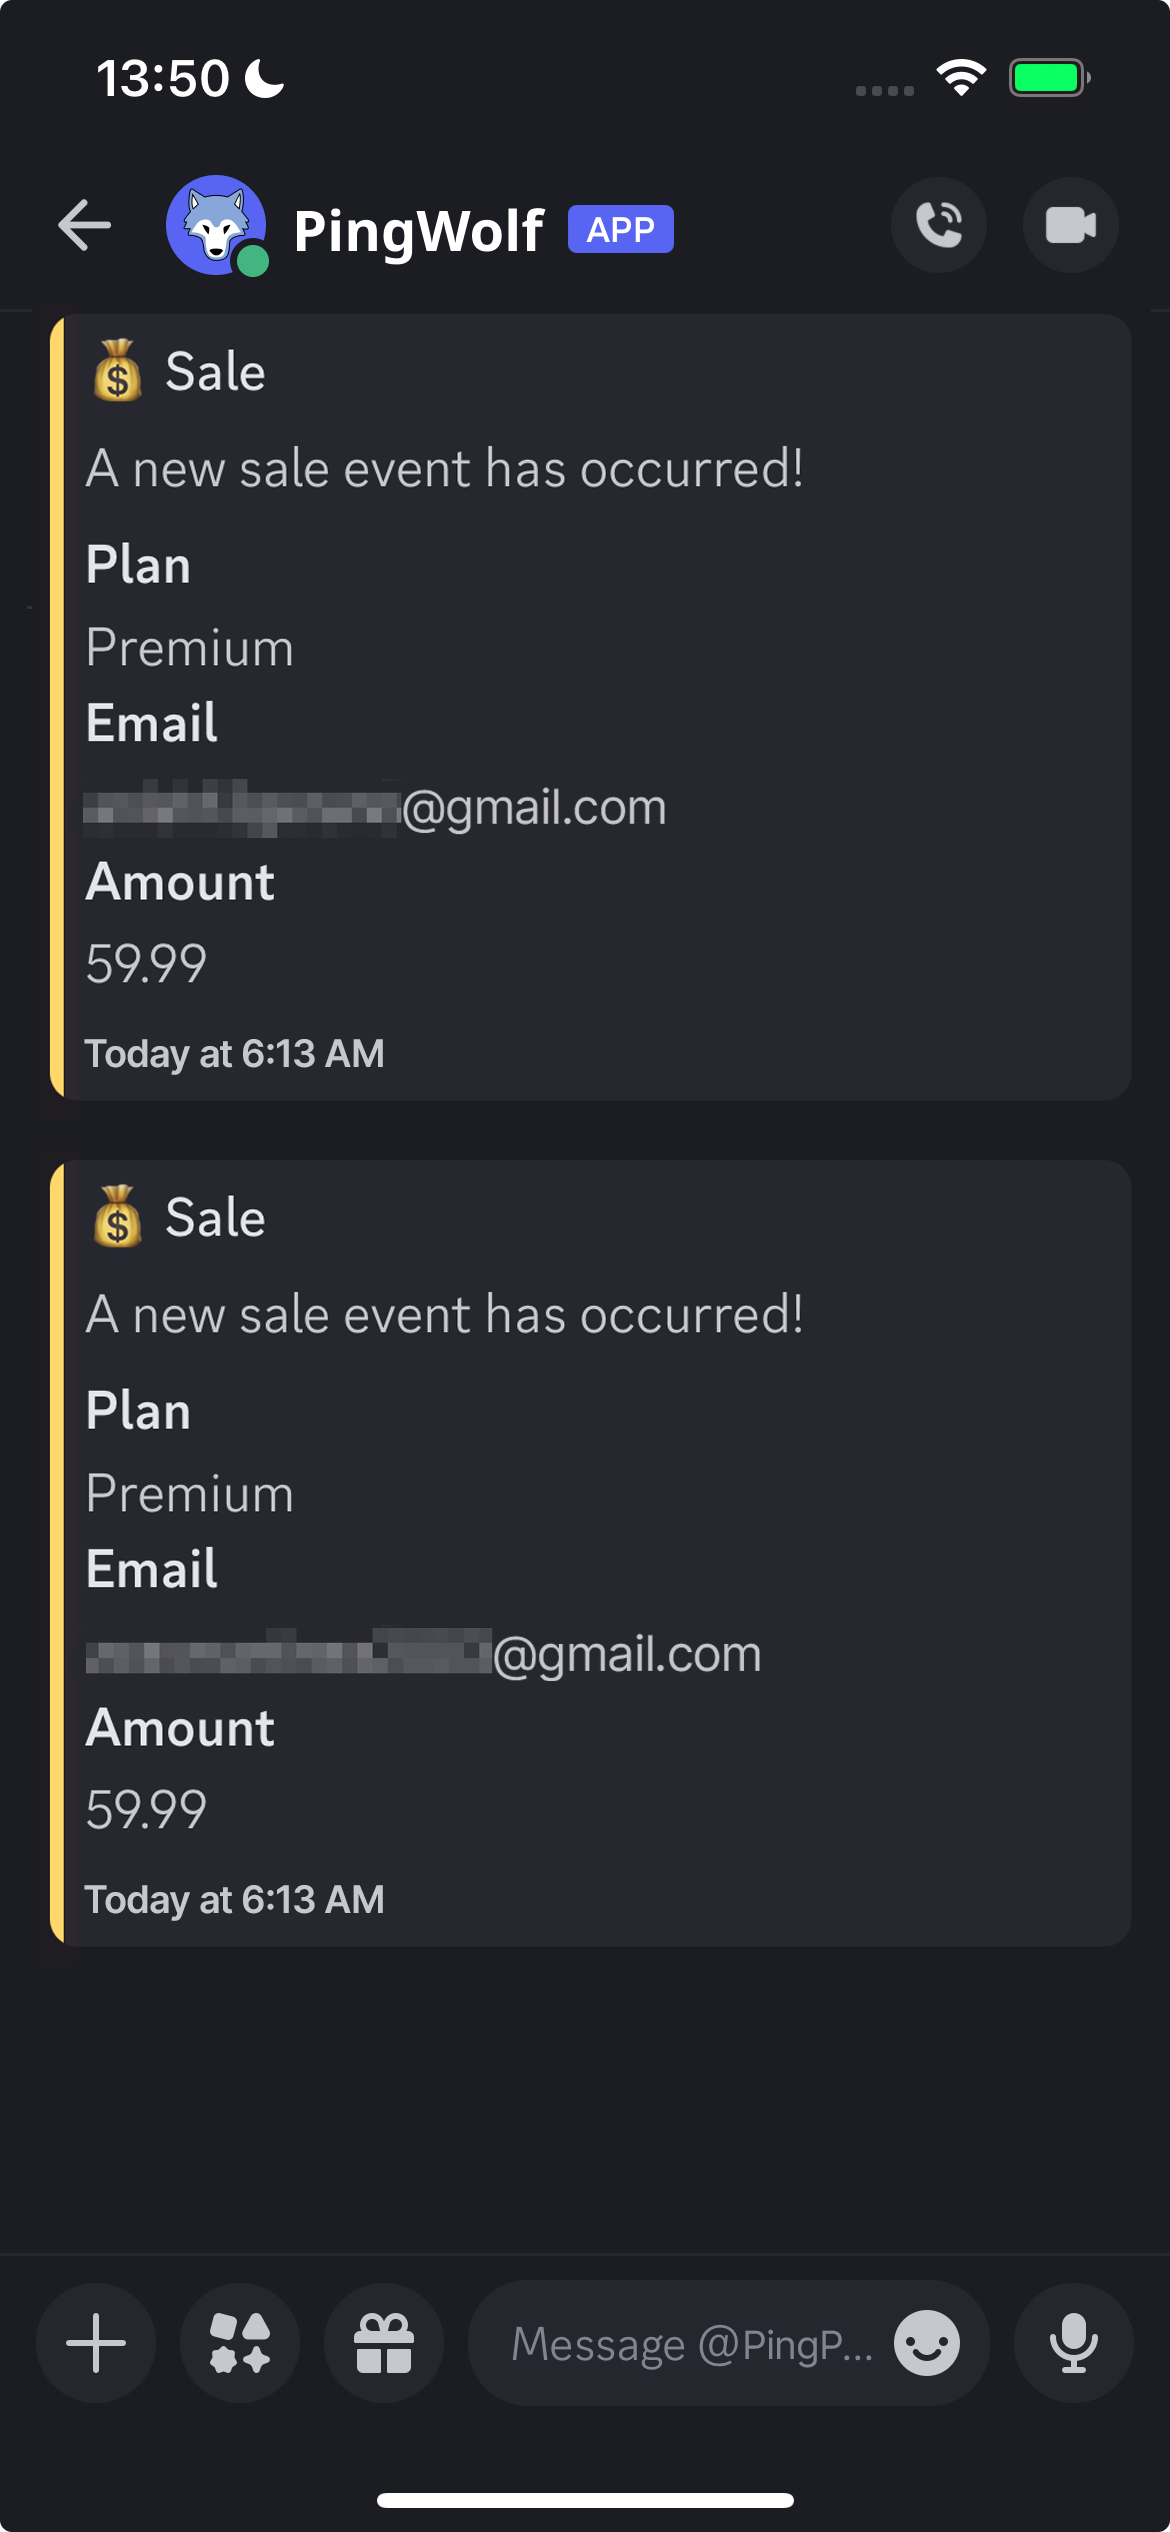 13:50
PingWolf APP
💰 Sale
A new sale event has occurred!
Plan
Premium
Email
@gmail.com
Amount
59.99
Today at 6:13 AM
💰 Sale
A new sale event has occurred!
Plan
Premium
Email
@gmail.com
Amount
59.99
Today at 6:13 AM
Message @PingP...